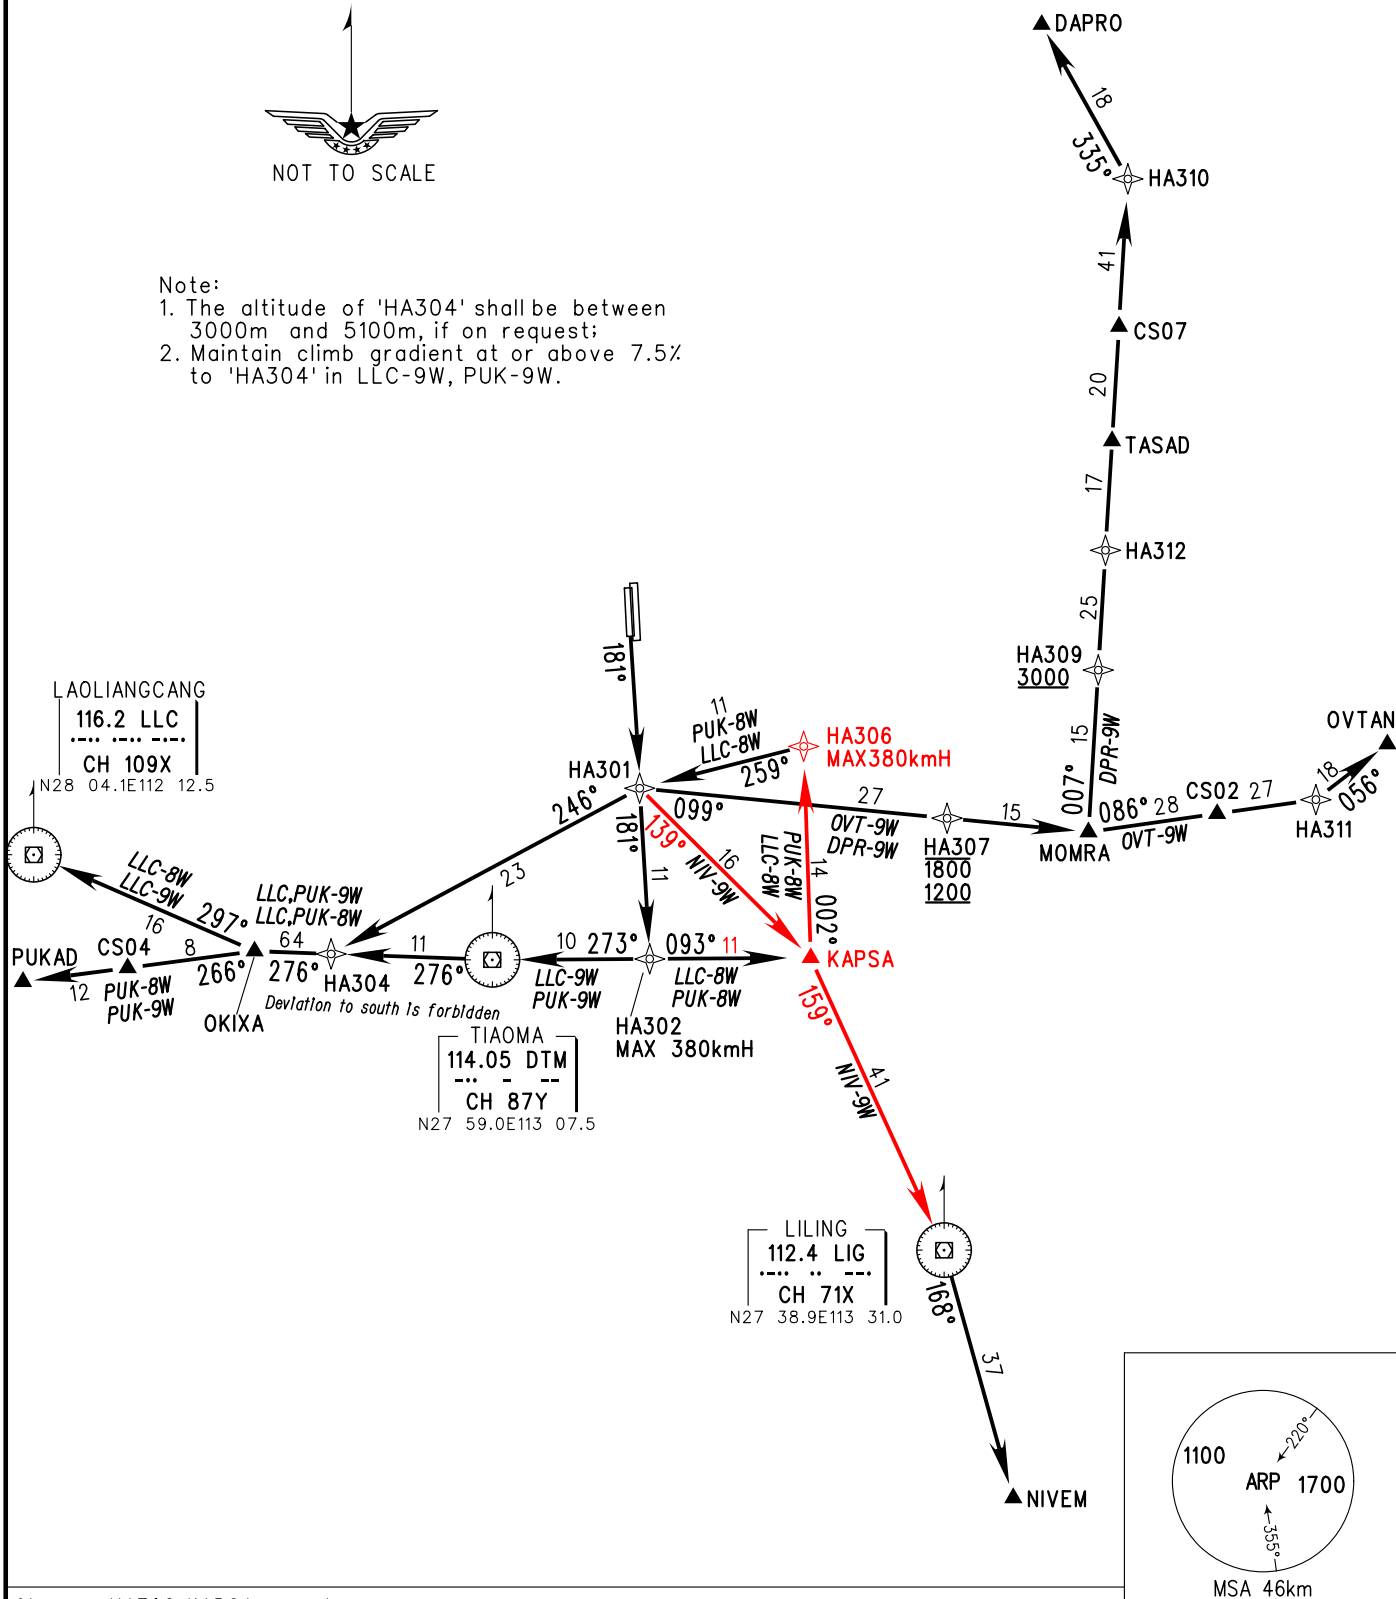 DAPRO
18
335°
HA310
NOT TO SCALE
41
Note:
1. The altitude of 'HA304' shall be between
3000m and 5100m, if on request;
2. Maintain climb gradient at or above 7.5%
to 'HA304' in LLC-9W, PUK-9W.
CS07
20
TASAD
17
HA312
25
HA309
3000
15
DPR-9W
007°
181°
LAOLIANGCANG
116.2 LLC
CH 109X
N28 04.1E112 12.5
11
PUK-8W
LLC-8W
259°
HA306
MAX380kmH
OVTAN
HA301
246°
099°
27
OVT-9W
DPR-9W
HA307
1800
1200
15
MOMRA
086°
28
OVT-9W
CS02
27
HA311
18
056°
181°
139°
16
NIV-9W
11
PUK-8W
LLC-8W
14
002°
23
LLC-8W
LLC-9W
16
297°
LLC,PUK-9W
LLC,PUK-8W
64
276°
PUKAD
CS04
8
266°
12
PUK-8W
PUK-9W
OKIXA
HA304
11
276°
Deviation to south is forbidden
10
273°
LLC-9W
PUK-9W
093°
11
LLC-8W
PUK-8W
KAPSA
HA302
MAX 380kmH
TIAOMA
114.05 DTM
CH 87Y
N27 59.0E113 07.5
159°
41
NIV-9W
LILING
112.4 LIG
CH 71X
N27 38.9E113 31.0
168°
37
NIVEM
220°
1100
ARP
1700
355°
MSA 46km